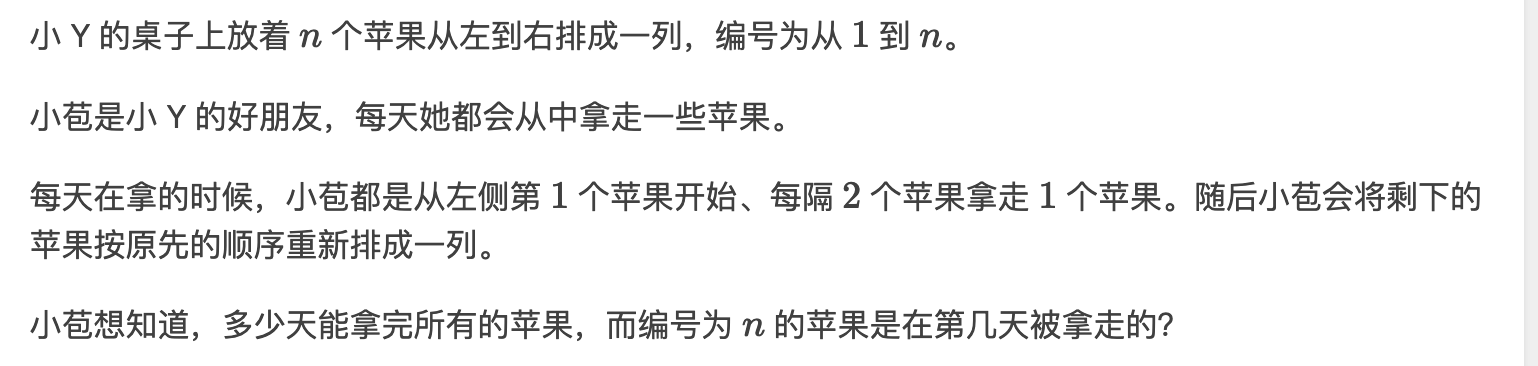 小 Y 的桌子上放着 n 个苹果从左到右排成一列，编号为从 1 到 n。
小苞是小 Y 的好朋友，每天她都会从中拿走一些苹果。
每天在拿的时候，小苞都是从左侧第 1 个苹果开始、每隔 2 个苹果拿走 1 个苹果。随后小苞会将剩下的
苹果按原先的顺序重新排成一列。
小苞想知道，多少天能拿完所有的苹果，而编号为 n 的苹果是在第几天被拿走的？